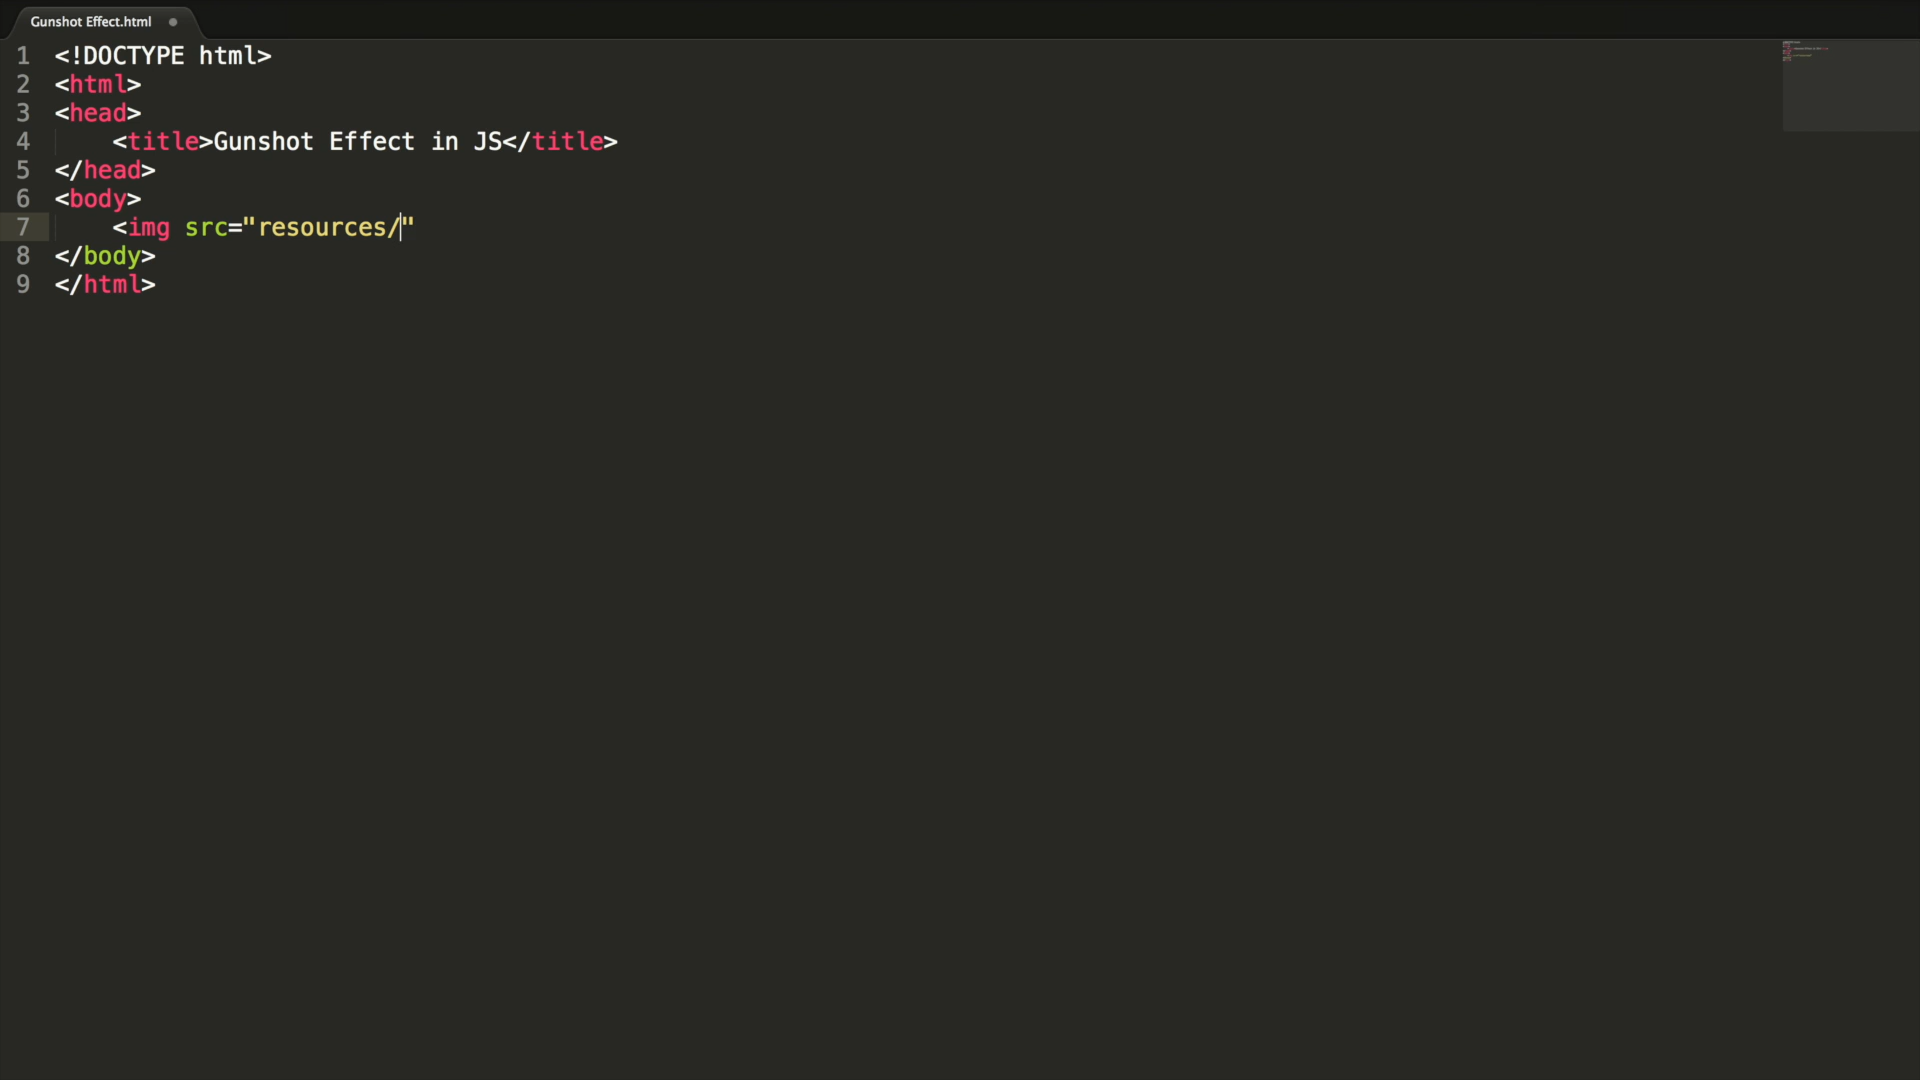 Gunshot Effect.html
1 <!DOCTYPE html>
2 <html>
3 <head>
4 <title>Gunshot Effect in JS</title>
5 </head>
6 <body>
7 <img src="resources/"
8 </body>
9 </html>